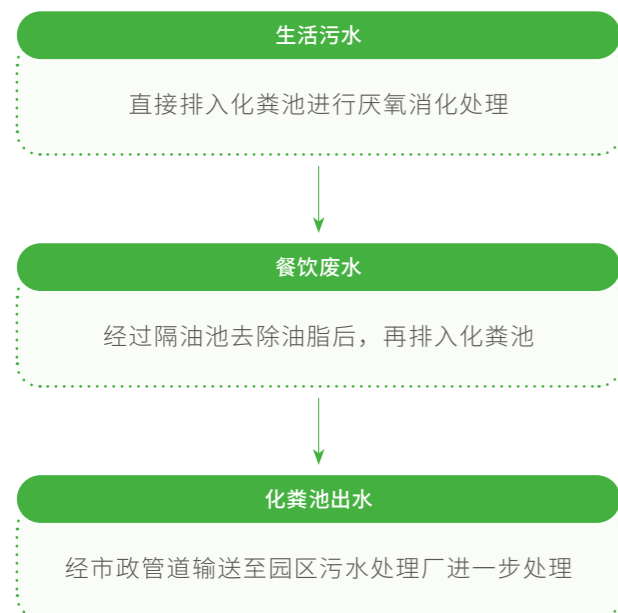 生活污水
直接排入化粪池进行厌氧消化处理
餐饮废水
经过隔油池去除油脂后，再排入化粪池
化粪池出水
经市政管道输送至园区污水处理厂进一步处理